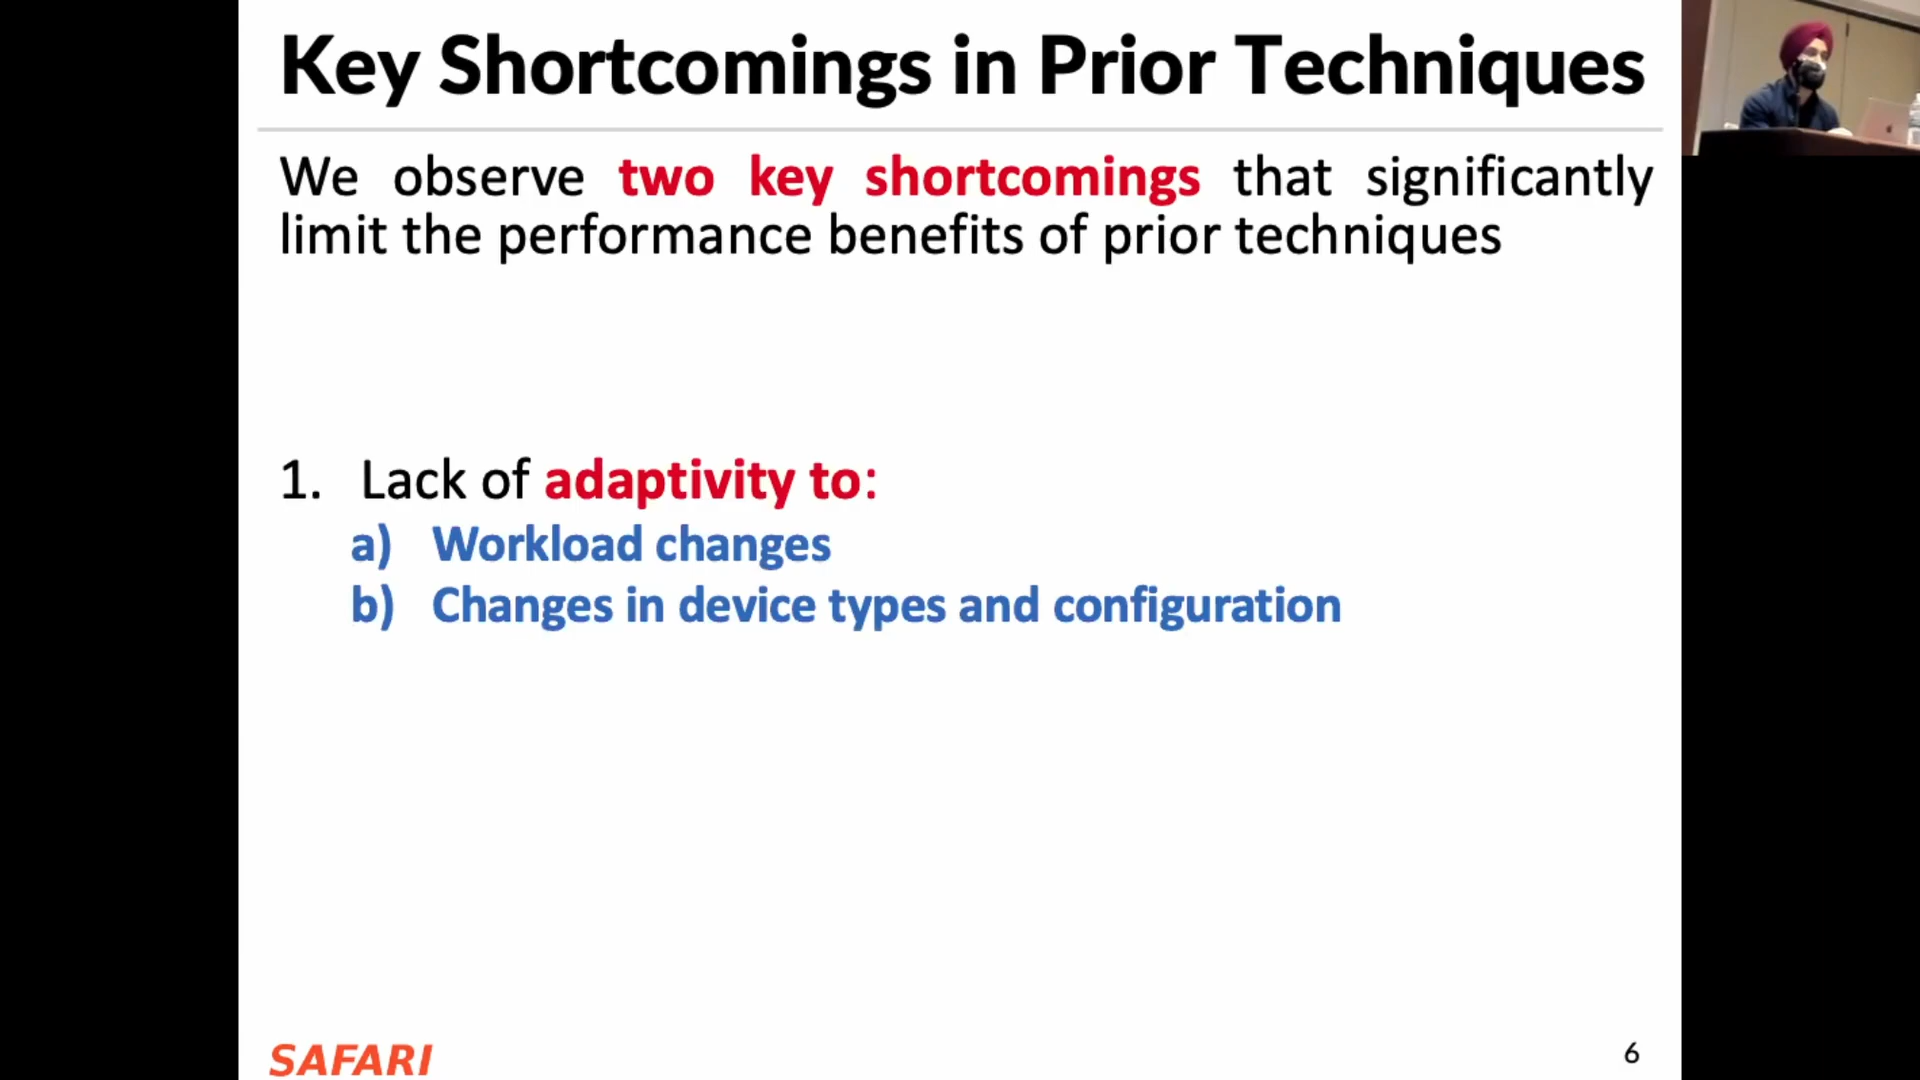 Key Shortcomings in Prior Techniques
We observe two key shortcomings that significantly
limit the performance benefits of prior techniques
1. Lack of adaptivity to:
a) Workload changes
b) Changes in device types and configuration
SAFARI
6